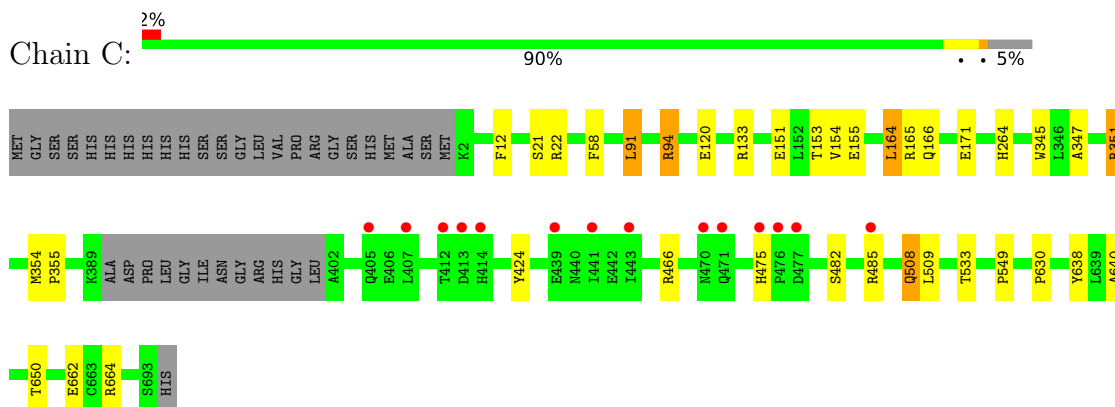 2%
Chain C:
90%
• • 5%
MET GLY SER SER HIS HIS HIS HIS HIS HIS SER SER GLY LEU VAL PRO ARG GLY SER HIS MET ALA SER MET K2 F12 S21 R22 F58 L91 R94 E120 R133 E151 L152 T153 V154 E155 L164 R165 Q166 E171 H264 W345 L346 A347 R351
M354 P355 K389 ALA ASP PRO LEU GLY ILE ASN GLY ARG HIS GLY LEU A402 Q405 E406 L407 T412 D413 H414 Y424 E439 N440 I441 E442 I443 R466 N470 Q471 H475 P476 D477 S482 R485 Q508 L509 T533 P549 P630 Y638 L639 A640
T650 E662 C663 R664 S693 HIS